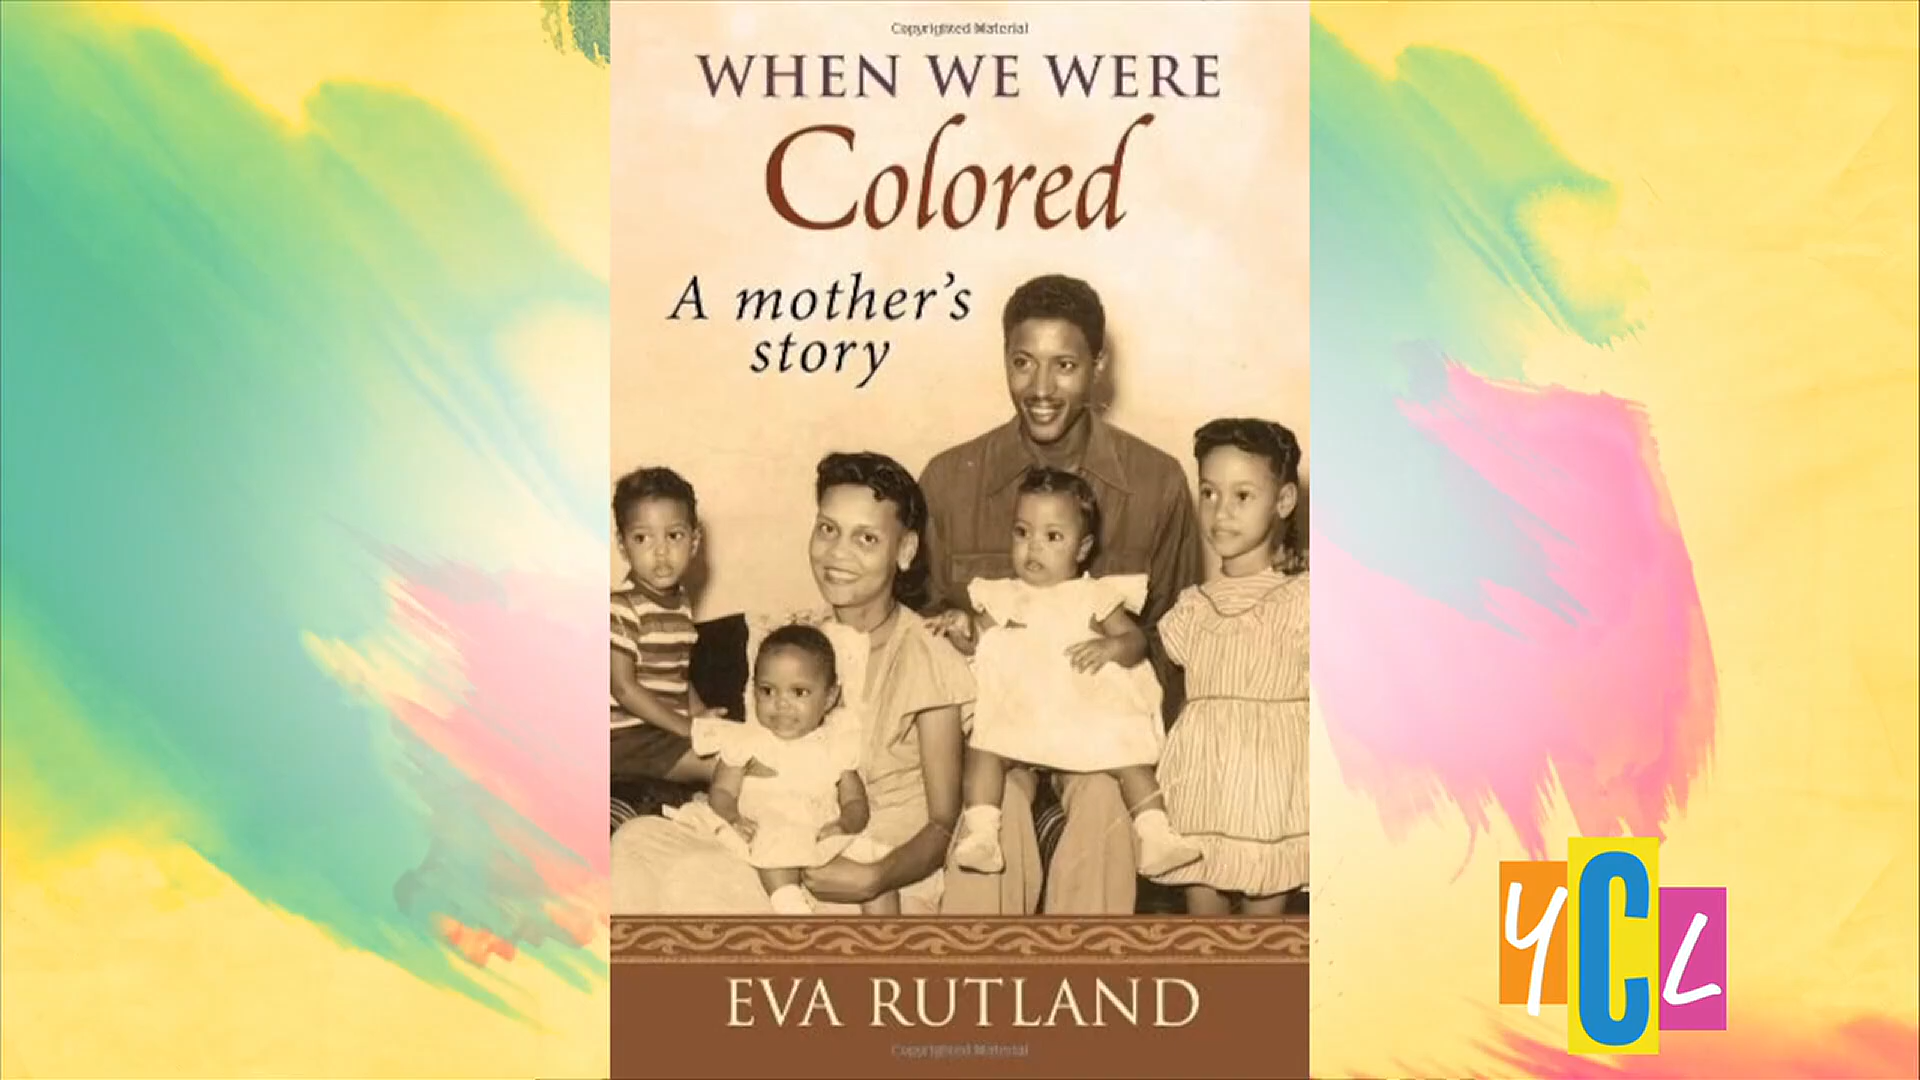 Copyrighted Material
WHEN WE WERE
Colored
A mother's
story
EVA RUTLAND
Copyrighted Material
YCL